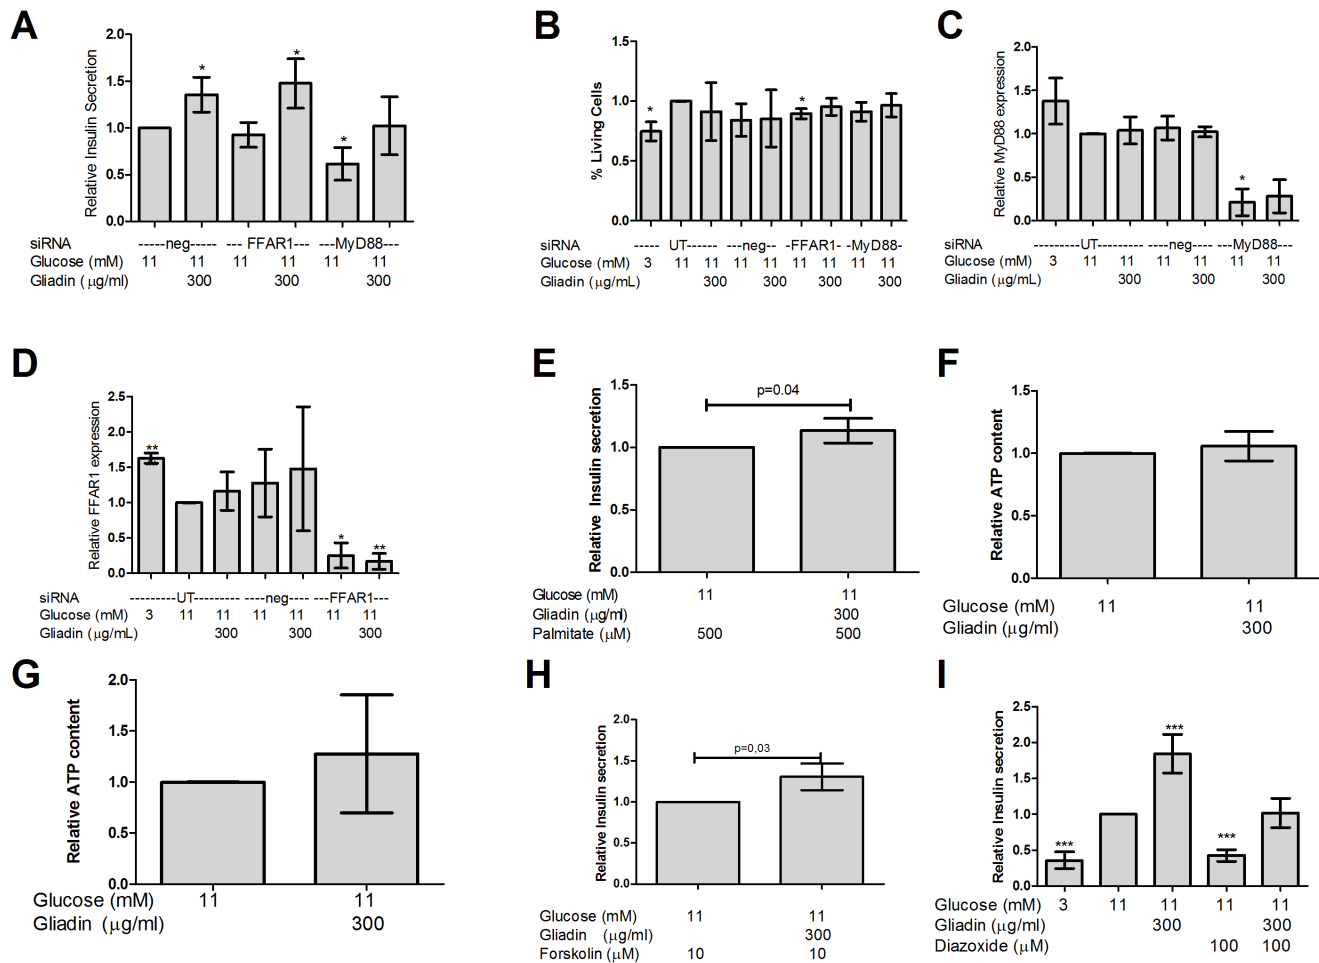 A
2.0
1.5
1.0
0.5
0.0
Relative Insulin Secretion
* * *
siRNA -----neg------ --- FFAR1--- ---MyD88---
Glucose (mM) 11 11 11 11 11 11
Gliadin (μg/ml) 300 300 300
B
1.5
1.0
0.5
0.0
% Living Cells
* *
siRNA ----- UT------- ---neg-- -FFAR1- -MyD88-
Glucose (mM) 3 11 11 11 11 11 11 11 11
Gliadin (μg/mL) 300 300 300 300
C
2.0
1.5
1.0
0.5
0.0
Relative MyD88 expression
*
siRNA ----------UT---------- ----neg---- ---MyD88---
Glucose (mM) 3 11 11 11 11 11 11
Gliadin (μg/mL) 300 300 300
D
2.5
2.0
1.5
1.0
0.5
0.0
Relative FFAR1 expression
** * **
siRNA ----------UT---------- ----neg---- ---FFAR1---
Glucose (mM) 3 11 11 11 11 11 11
Gliadin (μg/mL) 300 300 300
E
1.5
1.0
0.5
0.0
Relative Insulin secretion
p=0.04
Glucose (mM) 11 11
Gliadin (μg/ml) 300
Palmitate (μM) 500 500
F
1.5
1.0
0.5
0.0
Relative ATP content
Glucose (mM) 11 11
Gliadin (μg/ml) 300
G
2.0
1.5
1.0
0.5
0.0
Relative ATP content
Glucose (mM) 11 11
Gliadin (μg/ml) 300
H
2.0
1.5
1.0
0.5
0.0
Relative Insulin secretion
p=0,03
Glucose (mM) 11 11
Gliadin (μg/ml) 300
Forskolin (μM) 10 10
I
2.5
2.0
1.5
1.0
0.5
0.0
Relative Insulin secretion
*** *** ***
Glucose (mM) 3 11 11 11 11
Gliadin (μg/ml) 300 300
Diazoxide (μM) 100 100